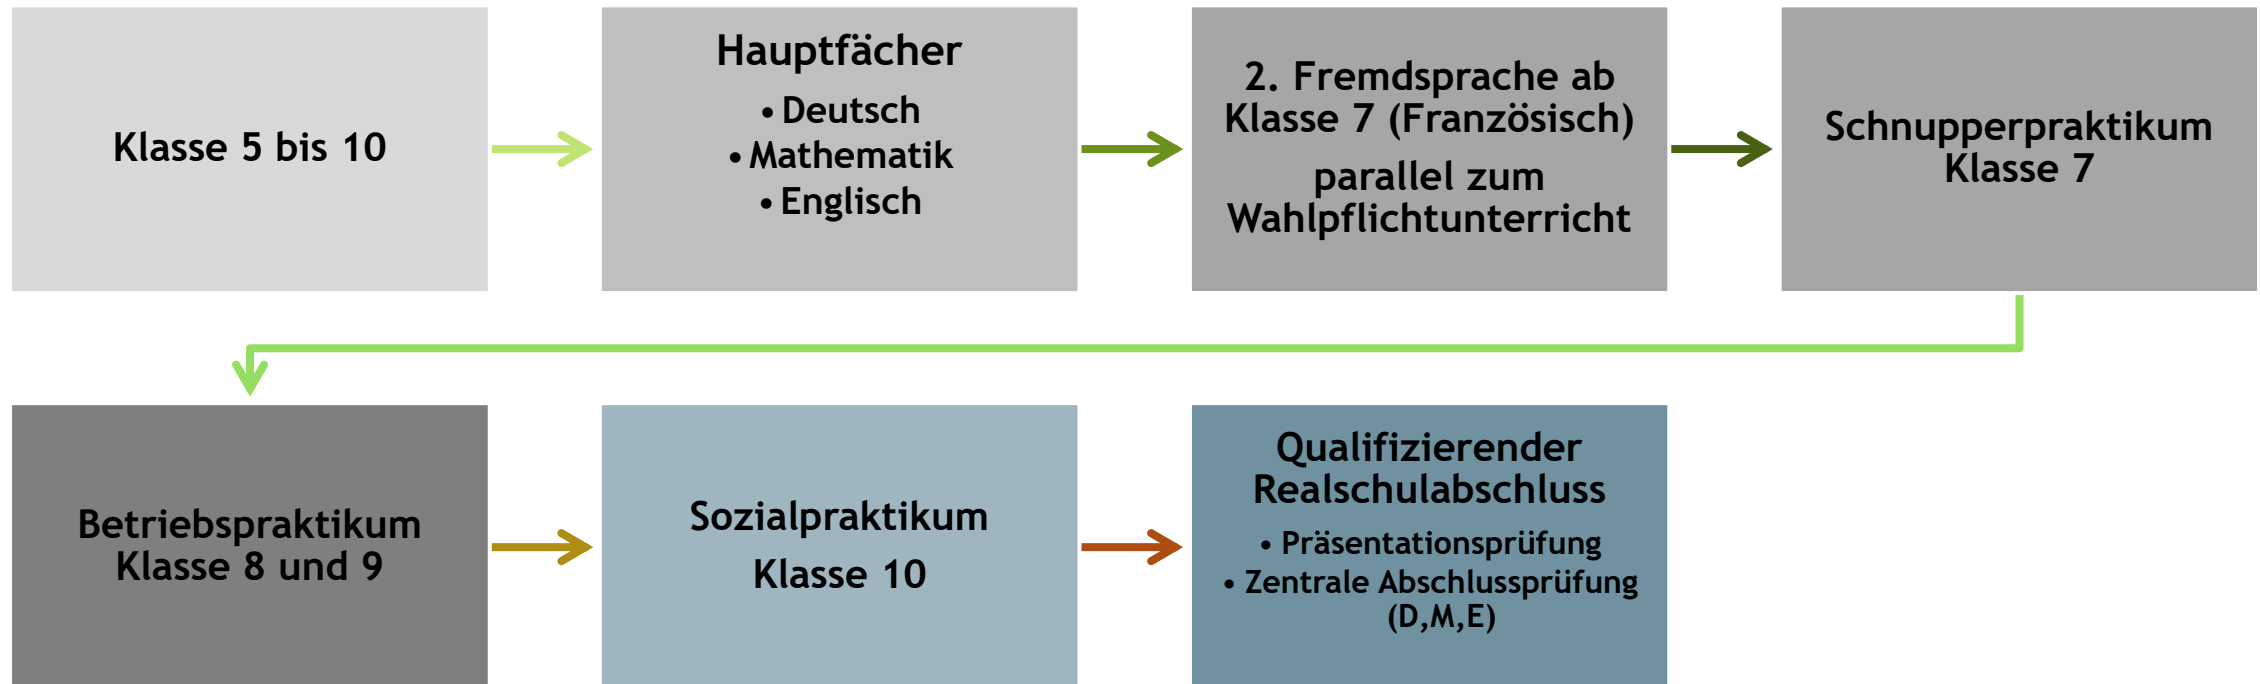 Klasse 5 bis 10
Hauptfächer
• Deutsch
• Mathematik
• Englisch
2. Fremdsprache ab
Klasse 7 (Französisch)
parallel zum
Wahlpflichtunterricht
Schnupperpraktikum
Klasse 7
Betriebspraktikum
Klasse 8 und 9
Sozialpraktikum
Klasse 10
Qualifizierender
Realschulabschluss
• Präsentationsprüfung
• Zentrale Abschlussprüfung
(D,M,E)